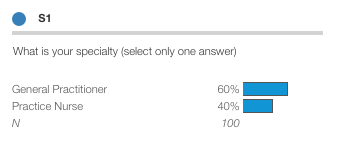 S1
What is your specialty (select only one answer)
General Practitioner 60%
Practice Nurse 40%
N 100